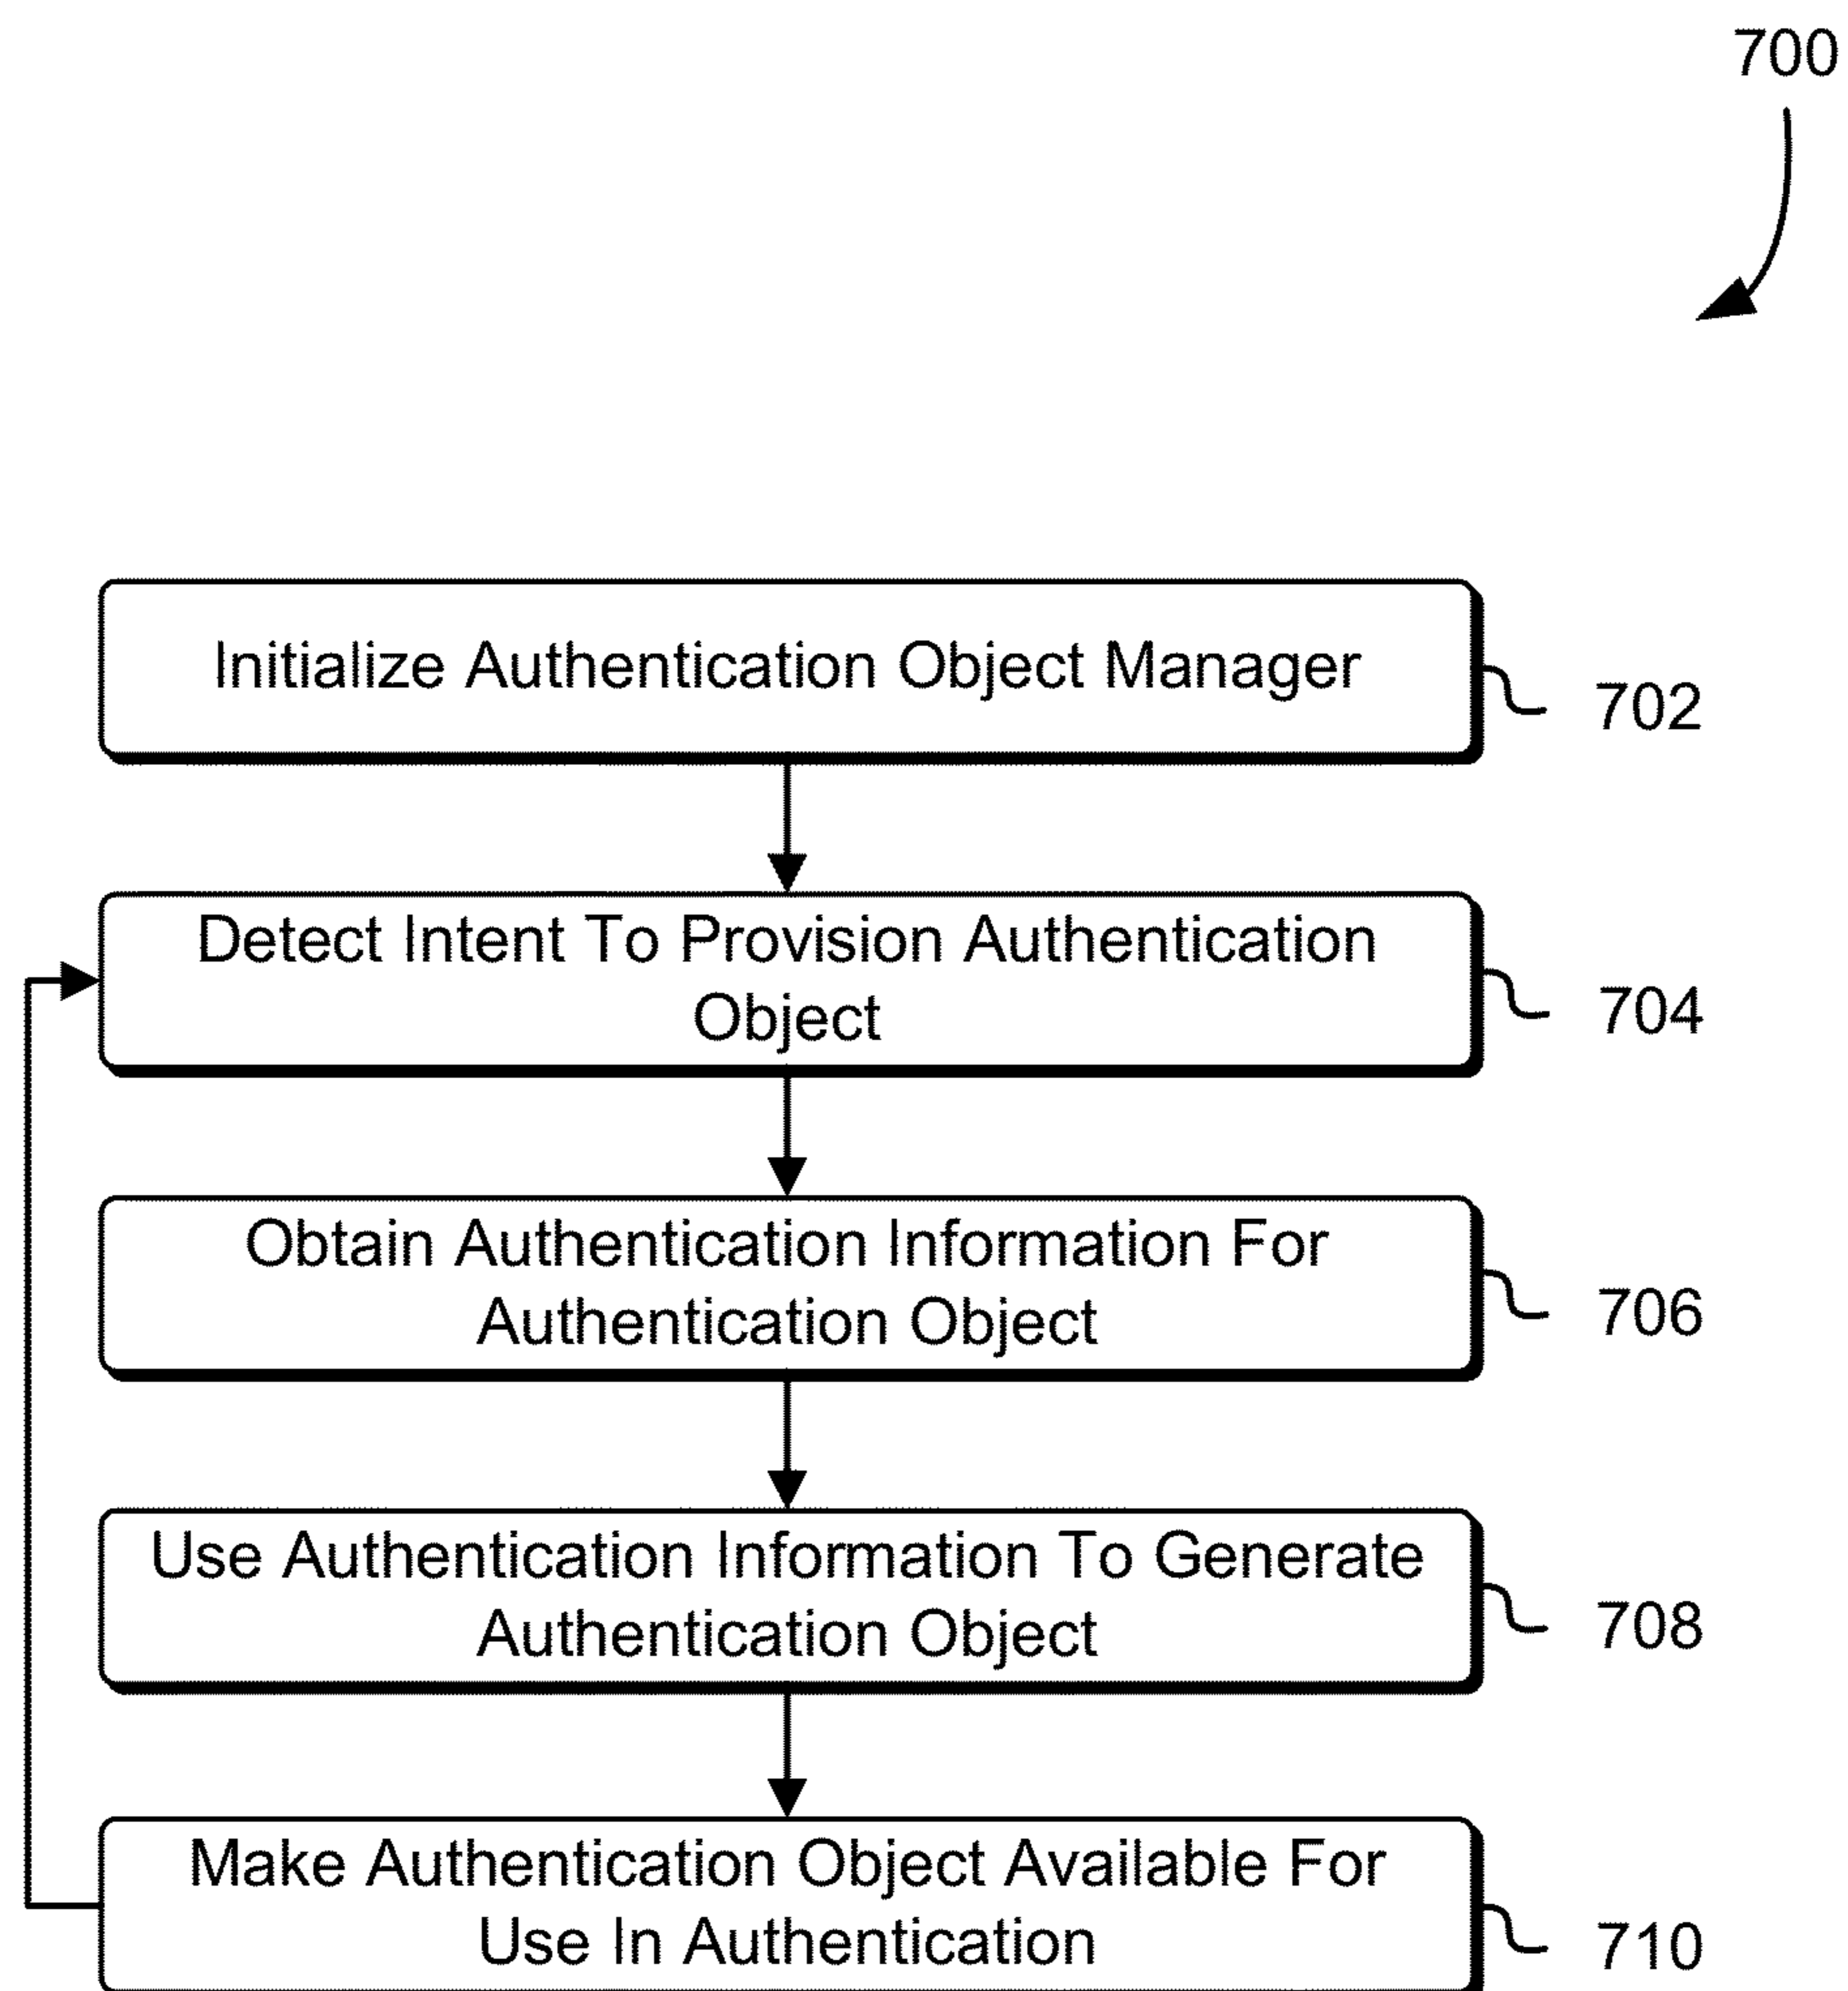 700
Initialize Authentication Object Manager
702
Detect Intent To Provision Authentication
Object
704
Obtain Authentication Information For
Authentication Object
706
Use Authentication Information To Generate
Authentication Object
708
Make Authentication Object Available For
Use In Authentication
710